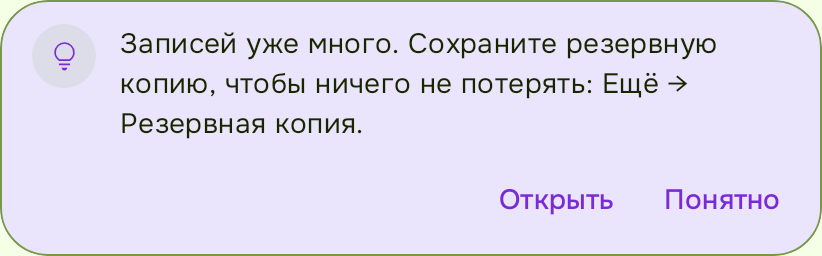 Записей уже много. Сохраните резервную
копию, чтобы ничего не потерять: Ещё →
Резервная копия.
Открыть Понятно